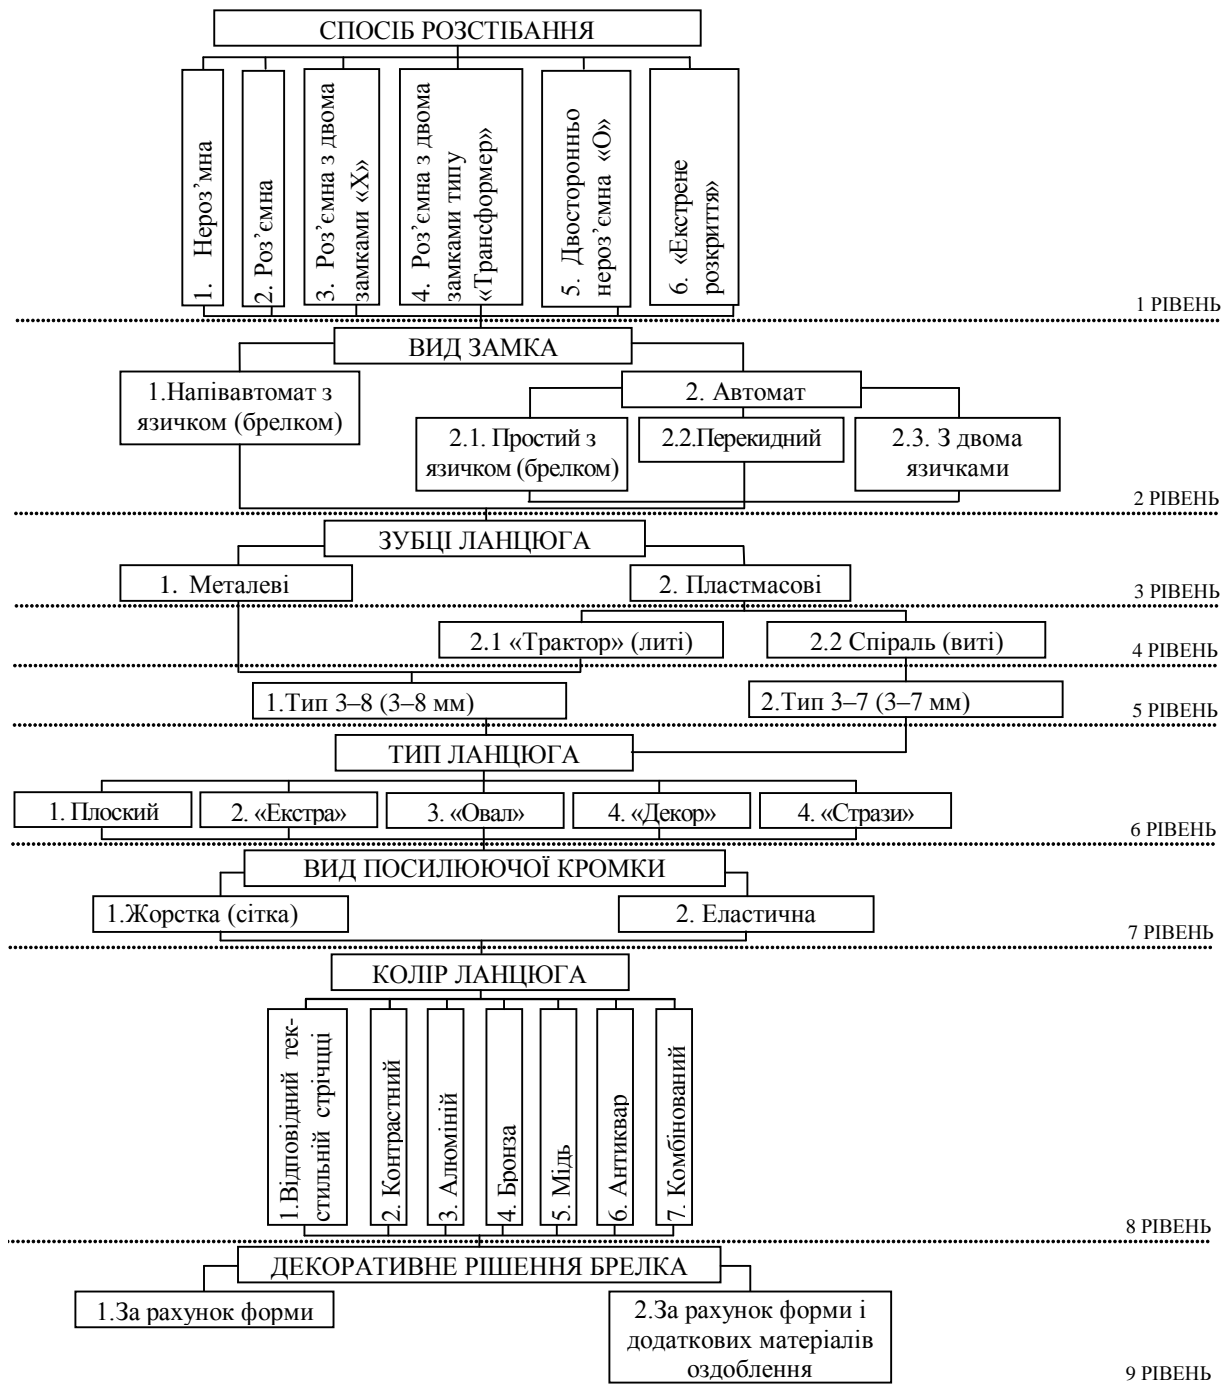 СПОСІБ РОЗСТІБАННЯ
1. Нероз’мна
2. Роз’ємна
3. Роз’ємна з двома
замками «Х»
4. Роз’ємна з двома
замками типу
«Трансформер»
5. Двосторонньо
нероз’ємна «О»
6. «Екстрене
розкриття»
1 РІВЕНЬ
ВИД ЗАМКА
1.Напівавтомат з
язичком (брелком)
2. Автомат
2.1. Простий з
язичком (брелком)
2.2.Перекидний
2.3. З двома
язичками
2 РІВЕНЬ
ЗУБЦІ ЛАНЦЮГА
1. Металеві
2. Пластмасові
3 РІВЕНЬ
2.1 «Трактор» (литі)
2.2 Спіраль (виті)
4 РІВЕНЬ
1.Тип 3–8 (3–8 мм)
2.Тип 3–7 (3–7 мм)
5 РІВЕНЬ
ТИП ЛАНЦЮГА
1. Плоский
2. «Екстра»
3. «Овал»
4. «Декор»
4. «Стрази»
6 РІВЕНЬ
ВИД ПОСИЛЮЮЧОЇ КРОМКИ
1.Жорстка (сітка)
2. Еластична
7 РІВЕНЬ
КОЛІР ЛАНЦЮГА
1.Відповідний тек-
стильній стрічцці
2. Контрастний
3. Алюміній
4. Бронза
5. Мідь
6. Антиквар
7. Комбінований
8 РІВЕНЬ
ДЕКОРАТИВНЕ РІШЕННЯ БРЕЛКА
1.За рахунок форми
2.За рахунок форми і
додаткових матеріалів
оздоблення
9 РІВЕНЬ